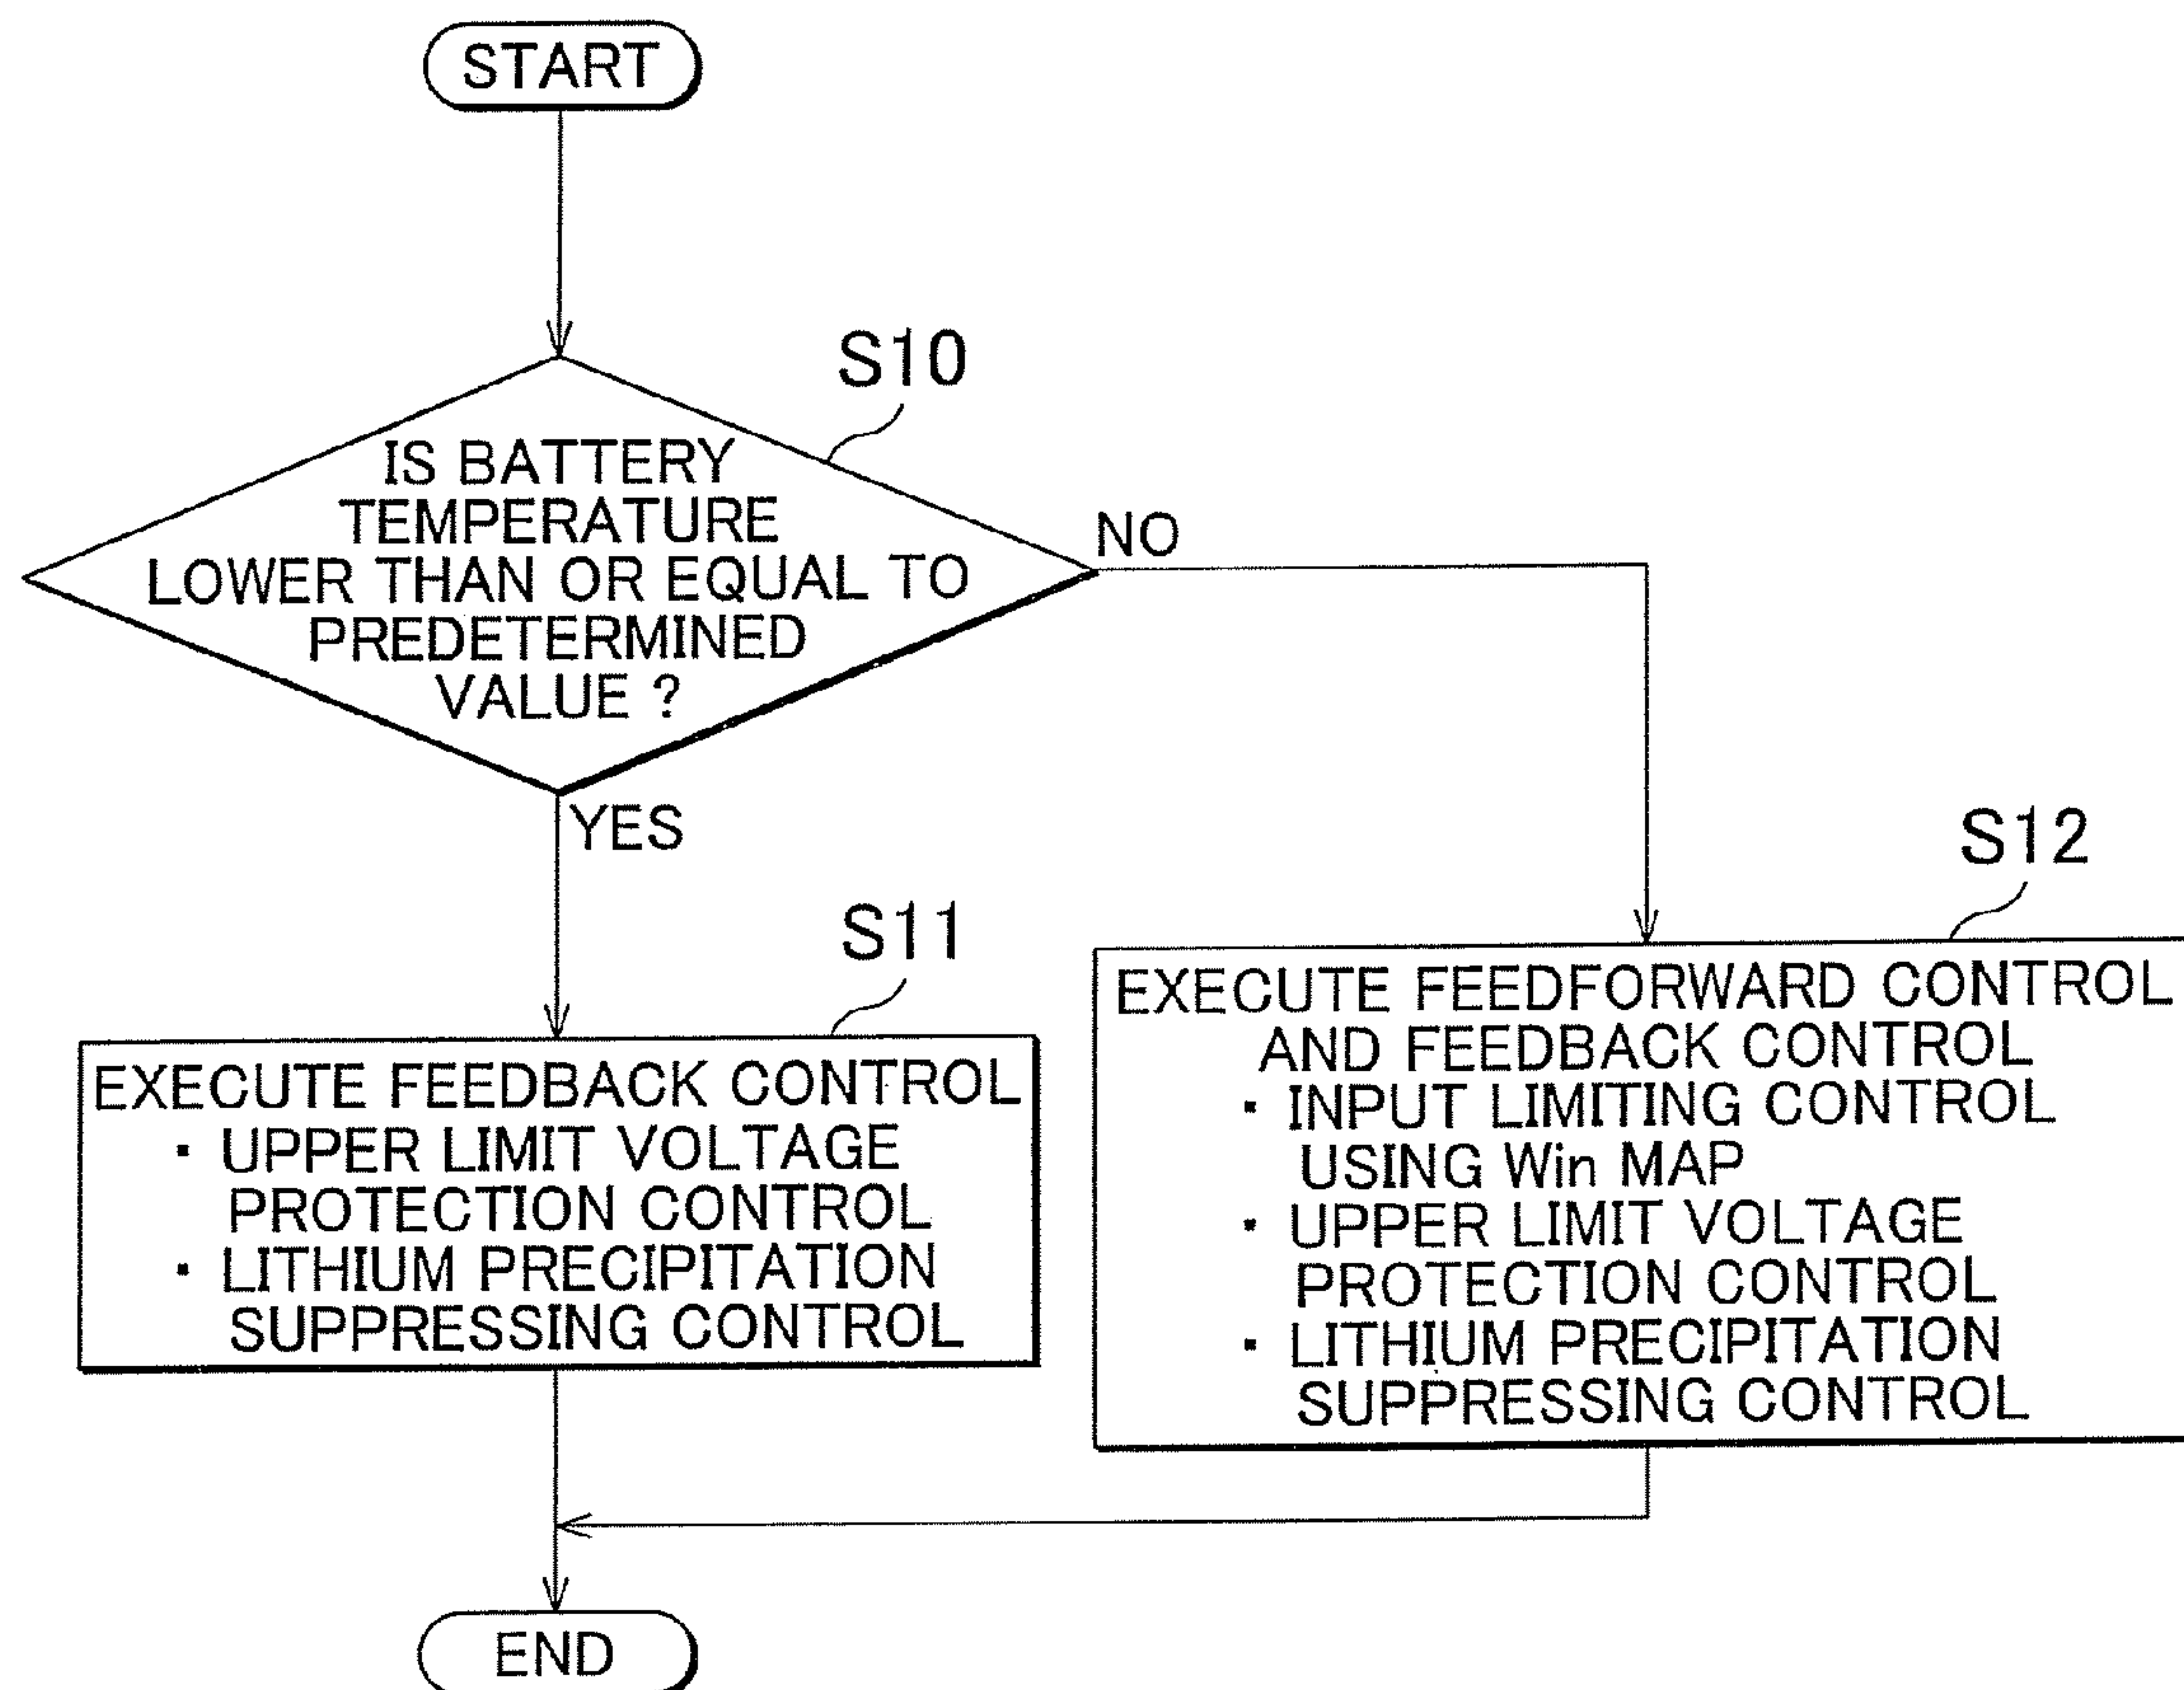 START
S10
IS BATTERY
TEMPERATURE
LOWER THAN OR EQUAL TO
PREDETERMINED
VALUE ?
NO
YES
S11
EXECUTE FEEDBACK CONTROL
・ UPPER LIMIT VOLTAGE
PROTECTION CONTROL
・ LITHIUM PRECIPITATION
SUPPRESSING CONTROL
S12
EXECUTE FEEDFORWARD CONTROL
AND FEEDBACK CONTROL
・ INPUT LIMITING CONTROL
USING Win MAP
・ UPPER LIMIT VOLTAGE
PROTECTION CONTROL
・ LITHIUM PRECIPITATION
SUPPRESSING CONTROL
END